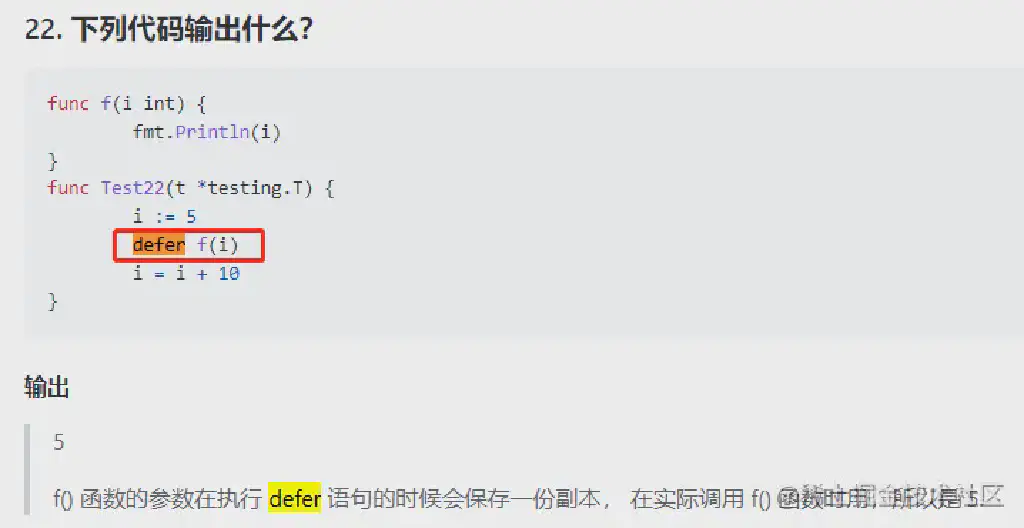 22. 下列代码输出什么?
func f(i int) {
fmt.Println(i)
}
func Test22(t *testing.T) {
i := 5
defer f(i)
i = i + 10
}
输出
5
f() 函数的参数在执行 defer 语句的时候会保存一份副本， 在实际调用 f() 函数时用，所以是 5.
@稀土掘金技术社区